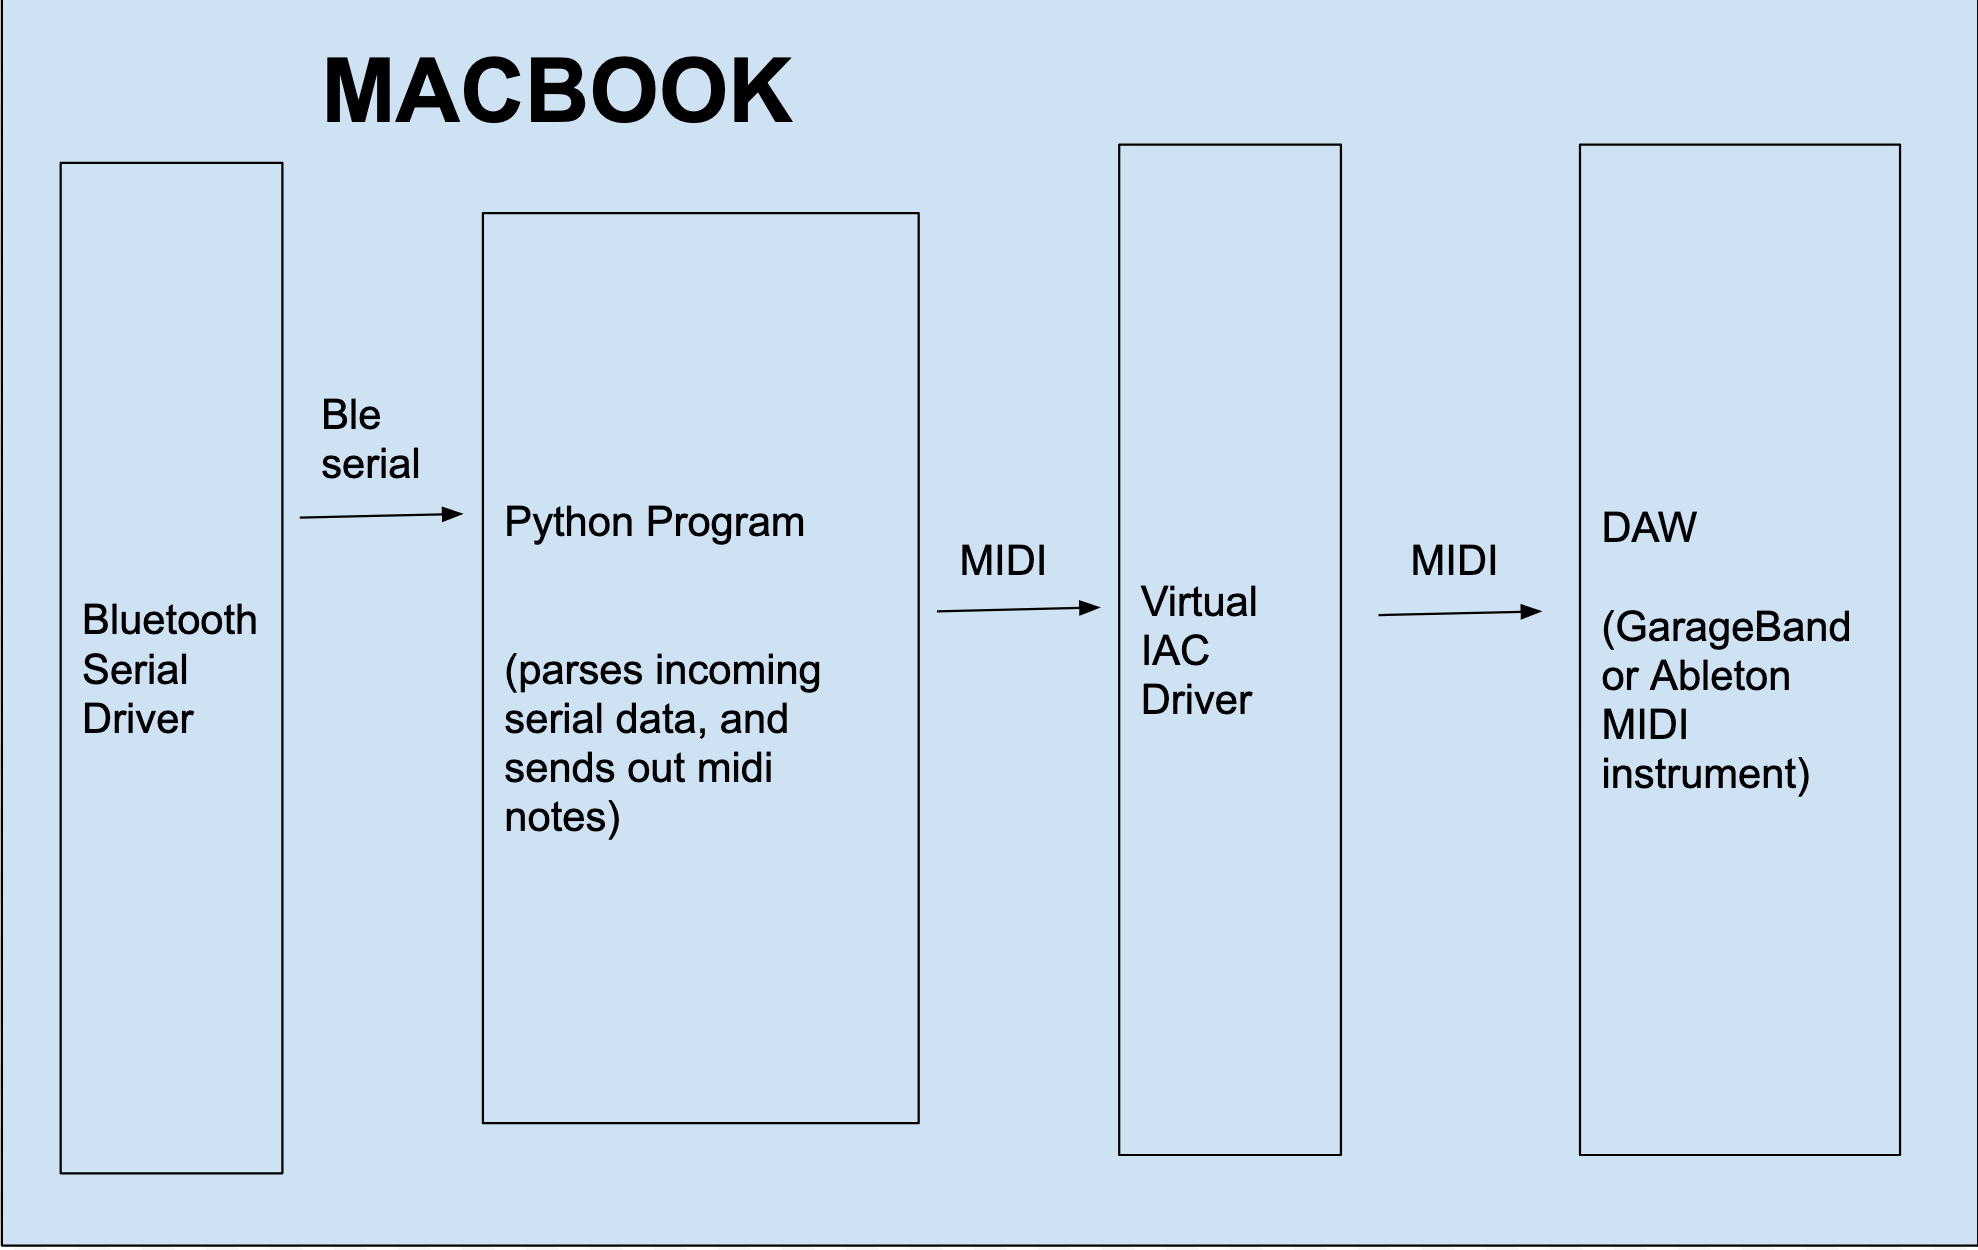 MACBOOK
Bluetooth
Serial
Driver
Ble
serial
Python Program
(parses incoming
serial data, and
sends out midi
notes)
MIDI
Virtual
IAC
Driver
MIDI
DAW
(GarageBand
or Ableton
MIDI
instrument)